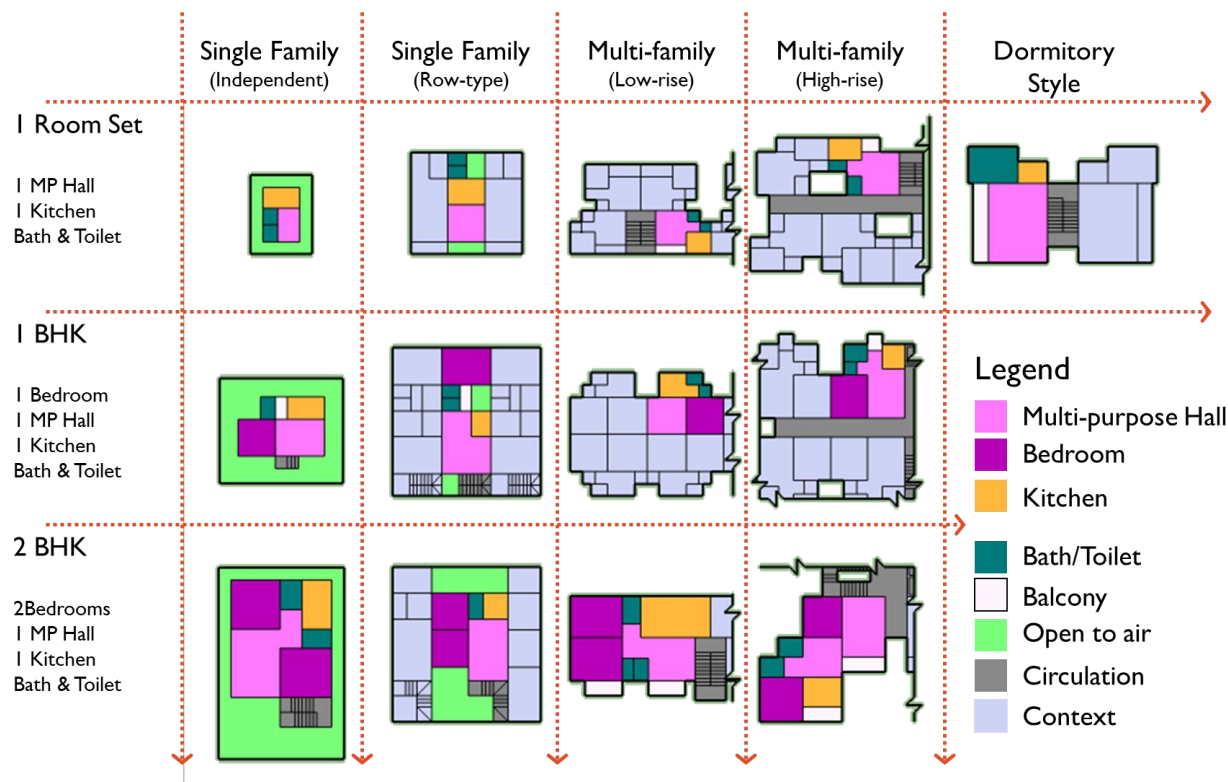 Single Family
(Independent)
Single Family
(Row-type)
Multi-family
(Low-rise)
Multi-family
(High-rise)
Dormitory
Style
1 Room Set
1 MP Hall
1 Kitchen
Bath & Toilet
1 BHK
1 Bedroom
1 MP Hall
1 Kitchen
Bath & Toilet
2 BHK
2Bedrooms
1 MP Hall
1 Kitchen
Bath & Toilet
Legend
Multi-purpose Hall
Bedroom
Kitchen
Bath/Toilet
Balcony
Open to air
Circulation
Context